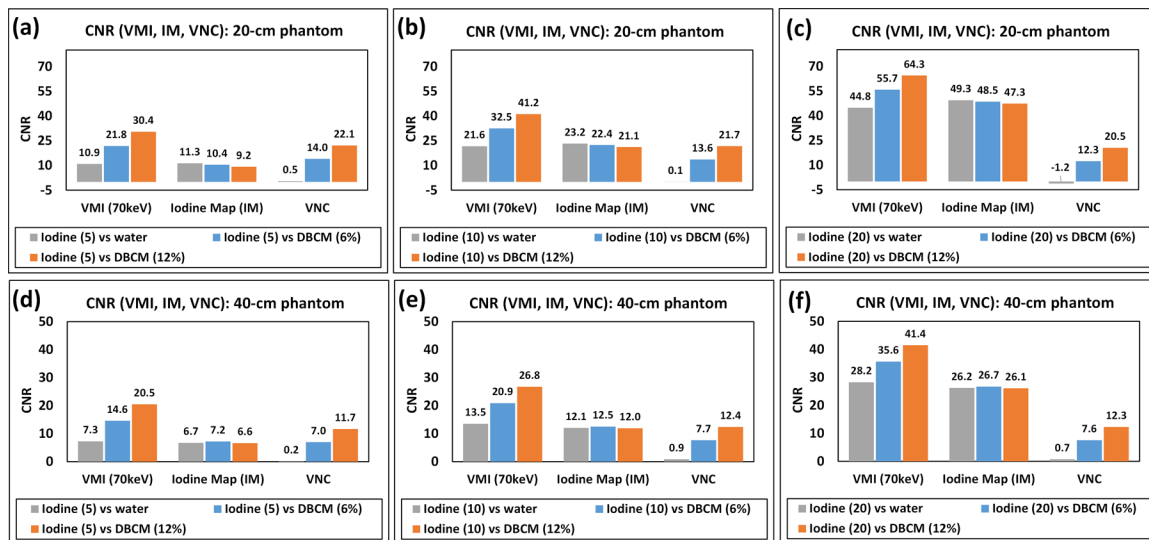 (a)
CNR (VMI, IM, VNC): 20-cm phantom
CNR
70
55
40
25
10
-5
10.9
21.8
30.4
11.3
10.4
9.2
0.5
14.0
22.1
VMI (70keV)
Iodine Map (IM)
VNC
Iodine (5) vs water
Iodine (5) vs DBCM (6%)
Iodine (5) vs DBCM (12%)
(b)
CNR (VMI, IM, VNC): 20-cm phantom
CNR
70
55
40
25
10
-5
21.6
32.5
41.2
23.2
22.4
21.1
0.1
13.6
21.7
VMI (70keV)
Iodine Map (IM)
VNC
Iodine (10) vs water
Iodine (10) vs DBCM (6%)
Iodine (10) vs DBCM (12%)
(c)
CNR (VMI, IM, VNC): 20-cm phantom
CNR
70
55
40
25
10
-5
44.8
55.7
64.3
49.3
48.5
47.3
-1.2
12.3
20.5
VMI (70keV)
Iodine Map (IM)
VNC
Iodine (20) vs water
Iodine (20) vs DBCM (6%)
Iodine (20) vs DBCM (12%)
(d)
CNR (VMI, IM, VNC): 40-cm phantom
CNR
50
40
30
20
10
0
7.3
14.6
20.5
6.7
7.2
6.6
0.2
7.0
11.7
VMI (70keV)
Iodine Map (IM)
VNC
Iodine (5) vs water
Iodine (5) vs DBCM (6%)
Iodine (5) vs DBCM (12%)
(e)
CNR (VMI, IM, VNC): 40-cm phantom
CNR
50
40
30
20
10
0
13.5
20.9
26.8
12.1
12.5
12.0
0.9
7.7
12.4
VMI (70keV)
Iodine Map (IM)
VNC
Iodine (10) vs water
Iodine (10) vs DBCM (6%)
Iodine (10) vs DBCM (12%)
(f)
CNR (VMI, IM, VNC): 40-cm phantom
CNR
50
40
30
20
10
0
28.2
35.6
41.4
26.2
26.7
26.1
0.7
7.6
12.3
VMI (70keV)
Iodine Map (IM)
VNC
Iodine (20) vs water
Iodine (20) vs DBCM (6%)
Iodine (20) vs DBCM (12%)